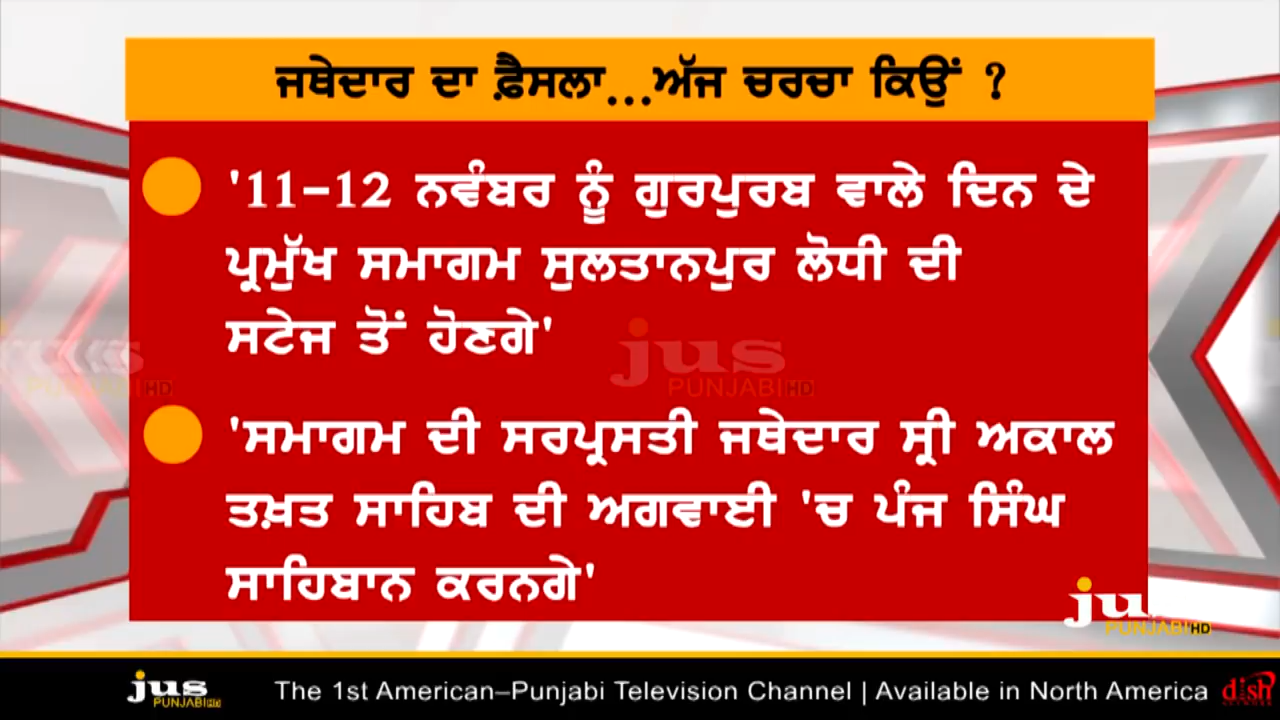 ਜਥੇਦਾਰ ਦਾ ਫ਼ੈਸਲਾ...ਅੱਜ ਚਰਚਾ ਕਿਉਂ ?
'11-12 ਨਵੰਬਰ ਨੂੰ ਗੁਰਪੁਰਬ ਵਾਲੇ ਦਿਨ ਦੇ
ਪ੍ਰਮੁੱਖ ਸਮਾਗਮ ਸੁਲਤਾਨਪੁਰ ਲੋਧੀ ਦੀ
ਸਟੇਜ ਤੋਂ ਹੋਣਗੇ'
jus
PUNJABI HD
'ਸਮਾਗਮ ਦੀ ਸਰਪ੍ਰਸਤੀ ਜਥੇਦਾਰ ਸ੍ਰੀ ਅਕਾਲ
ਤਖ਼ਤ ਸਾਹਿਬ ਦੀ ਅਗਵਾਈ 'ਚ ਪੰਜ ਸਿੰਘ
ਸਾਹਿਬਾਨ ਕਰਨਗੇ'
PUNJABI HD
jus
PUNJABI HD
The 1st American–Punjabi Television Channel | Available in North America
dish